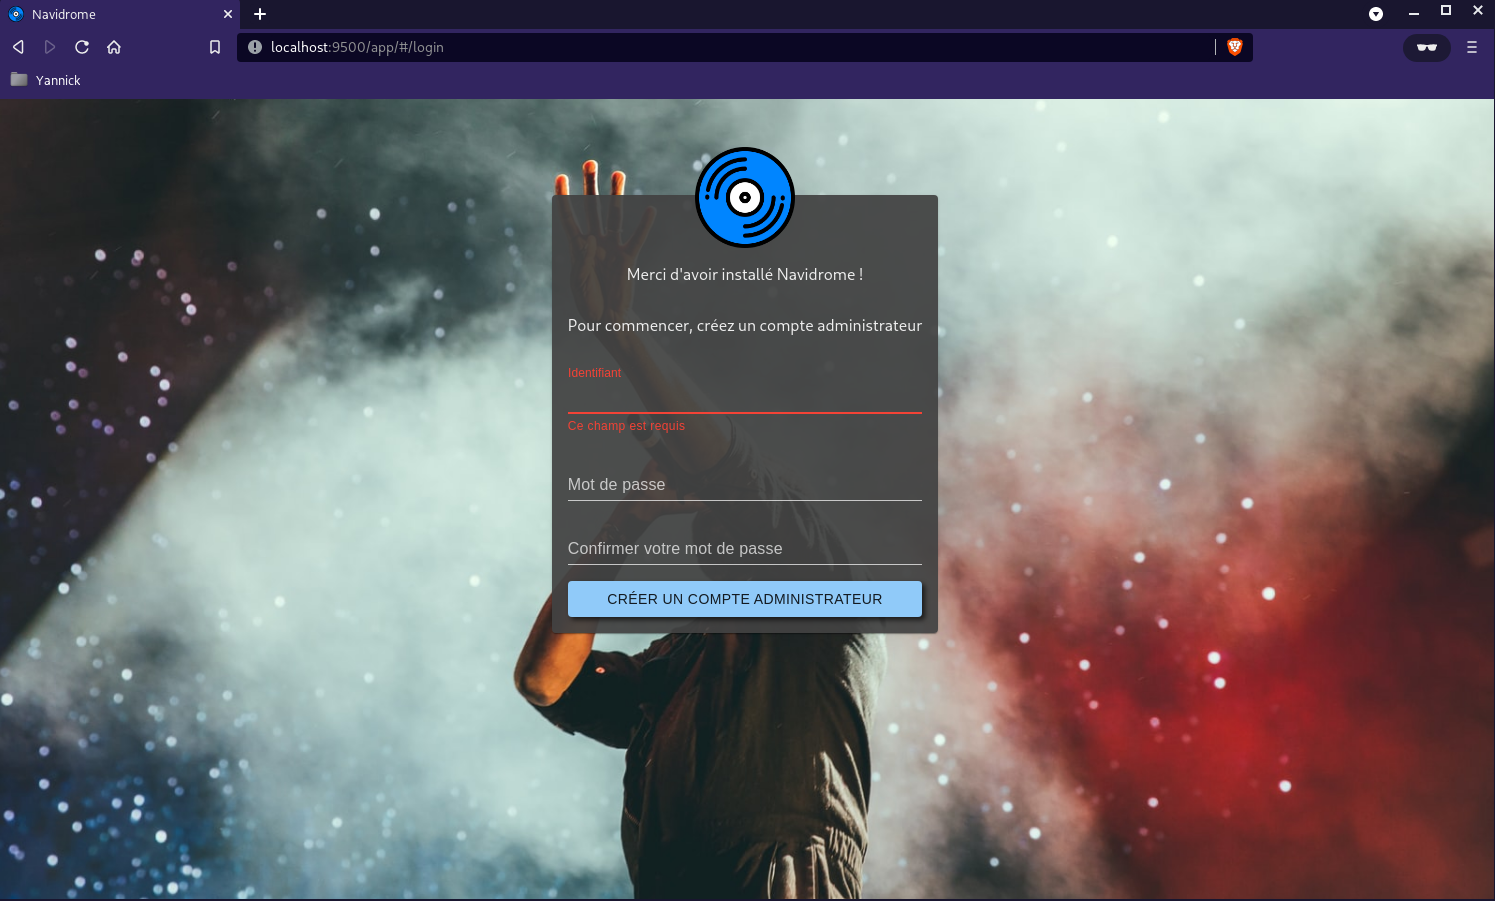 Navidrome
localhost:9500/app/#/login
Yannick
Merci d'avoir installé Navidrome !
Pour commencer, créez un compte administrateur
Identifiant
Ce champ est requis
Mot de passe
Confirmer votre mot de passe
CRÉER UN COMPTE ADMINISTRATEUR